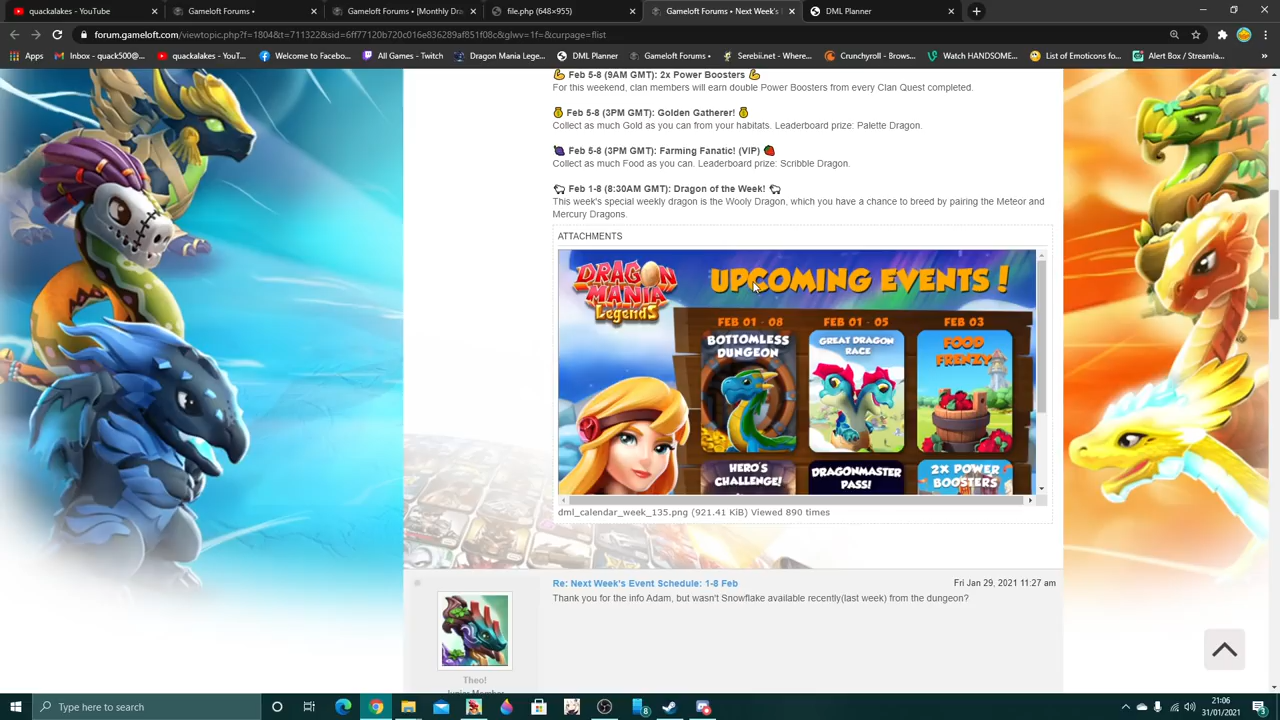 quackalakes - YouTube
Gameloft Forums •
Gameloft Forums • [Monthly Dra
file.php (648×955)
Gameloft Forums • Next Week's
DML Planner
forum.gameloft.com/viewtopic.php?f=1804&t=711322&sid=6ff77120b720c016e836289af851f08c&glwv=1f=&curpage=flist
Apps
Inbox - quack500@g...
quackalakes - YouTu...
Welcome to Facebo...
All Games - Twitch
Dragon Mania Lege...
DML Planner
Gameloft Forums •...
Serebii.net - Where...
Crunchyroll - Brows...
Watch HANDSOME...
List of Emoticons fo...
Alert Box / Streamla...
»
Feb 5-8 (9AM GMT): 2x Power Boosters
For this weekend, clan members will earn double Power Boosters from every Clan Quest completed.
Feb 5-8 (3PM GMT): Golden Gatherer!
Collect as much Gold as you can from your habitats. Leaderboard prize: Palette Dragon.
Feb 5-8 (3PM GMT): Farming Fanatic! (VIP)
Collect as much Food as you can. Leaderboard prize: Scribble Dragon.
Feb 1-8 (8:30AM GMT): Dragon of the Week!
This week's special weekly dragon is the Wooly Dragon, which you have a chance to breed by pairing the Meteor and
Mercury Dragons.
ATTACHMENTS
DRAGON
MANIA
Legends
UPCOMING EVENTS!
FEB 01 - 08
FEB 01 - 05
FEB 03
BOTTOMLESS
DUNGEON
GREAT DRAGON
RACE
FOOD
FRENZY
HERO'S
CHALLENGE!
DRAGONMASTER
PASS!
2X POWER
BOOSTERS
dml_calendar_week_135.png (921.41 KiB) Viewed 890 times
Re: Next Week's Event Schedule: 1-8 Feb
Fri Jan 29, 2021 11:27 am
Thank you for the info Adam, but wasn't Snowflake available recently(last week) from the dungeon?
Theo!
Junior Member
Type here to search
8
21:06
31/01/2021
3